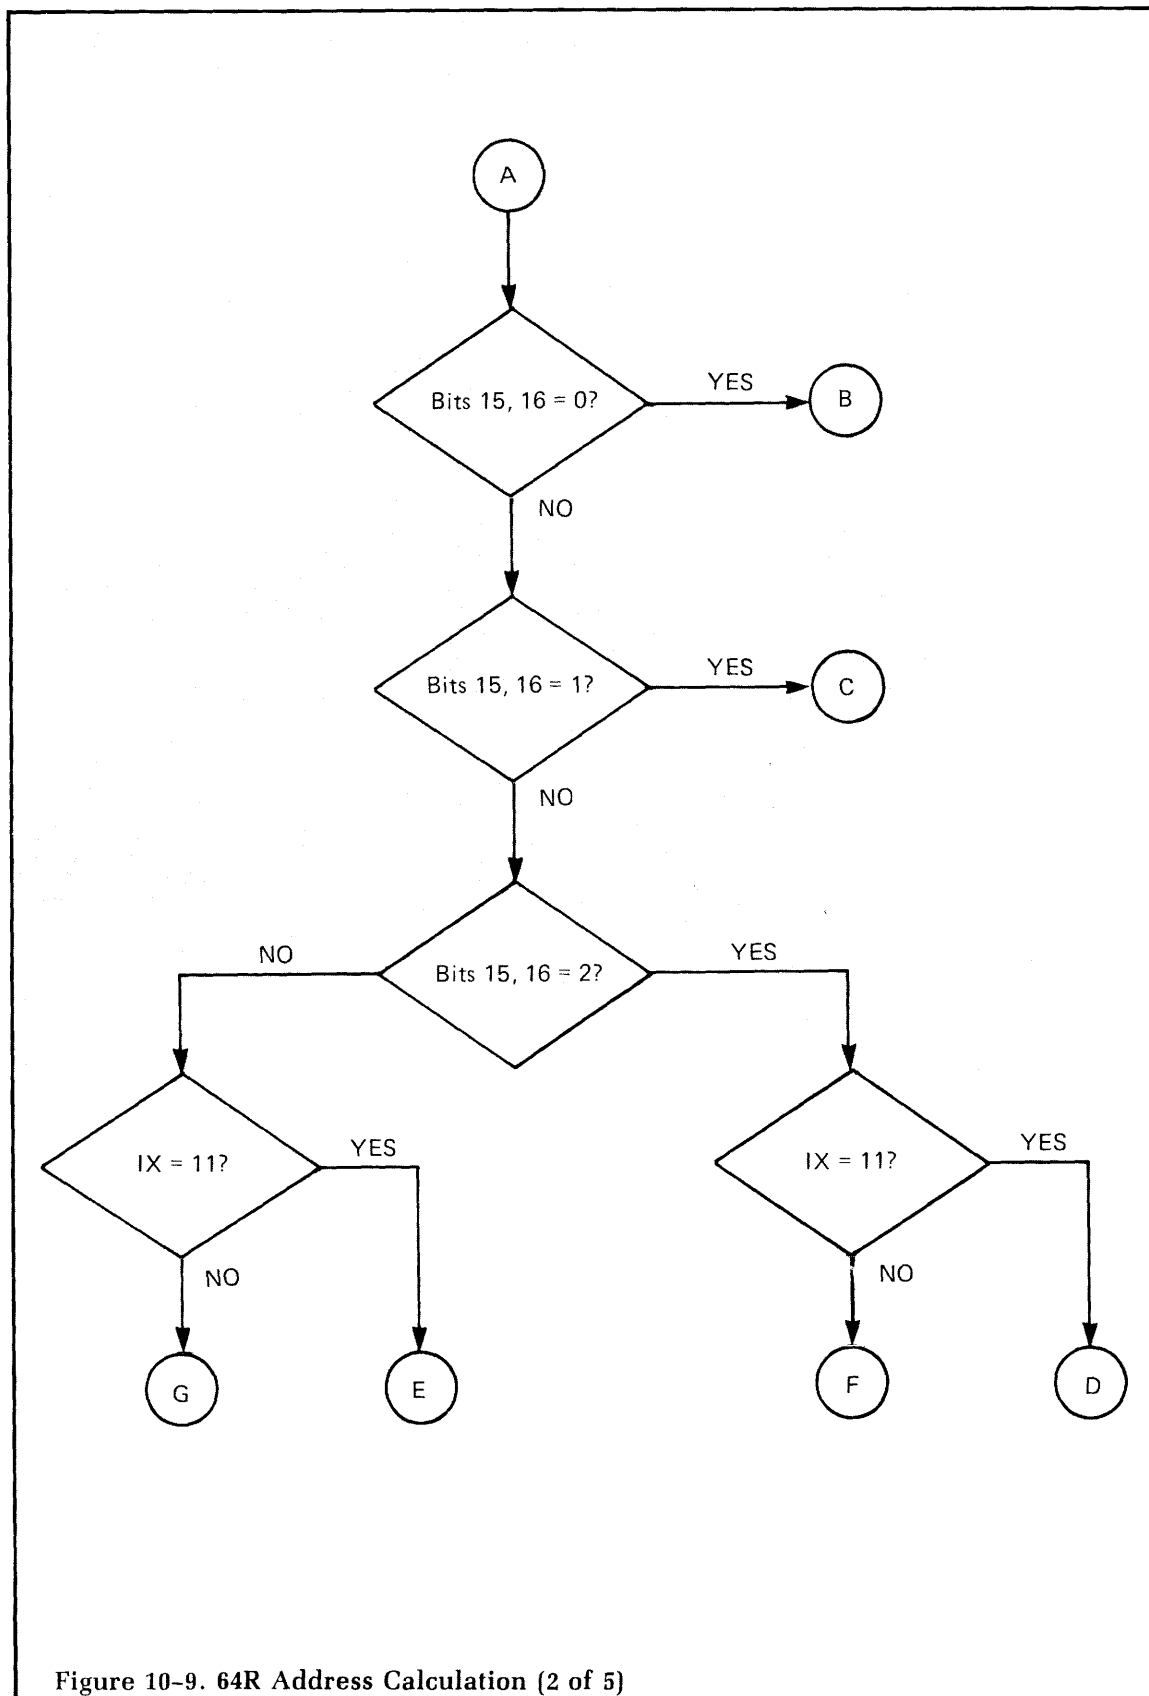 A
Bits 15, 16 = 0?
YES
B
NO
Bits 15, 16 = 1?
YES
C
NO
Bits 15, 16 = 2?
NO
YES
IX = 11?
YES
NO
G
E
IX = 11?
YES
NO
F
D
Figure 10-9. 64R Address Calculation (2 of 5)